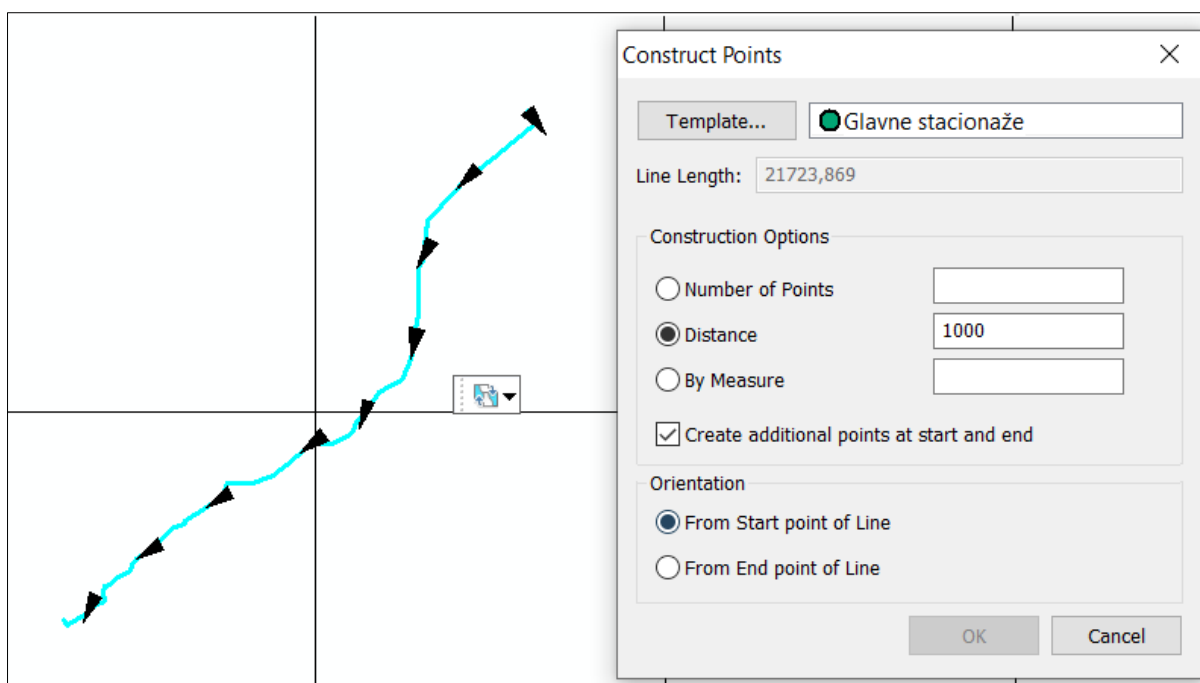 Construct Points
Template...
Glavne stacionaže
Line Length:
21723,869
Construction Options
Number of Points
Distance
1000
By Measure
Create additional points at start and end
Orientation
From Start point of Line
From End point of Line
OK
Cancel